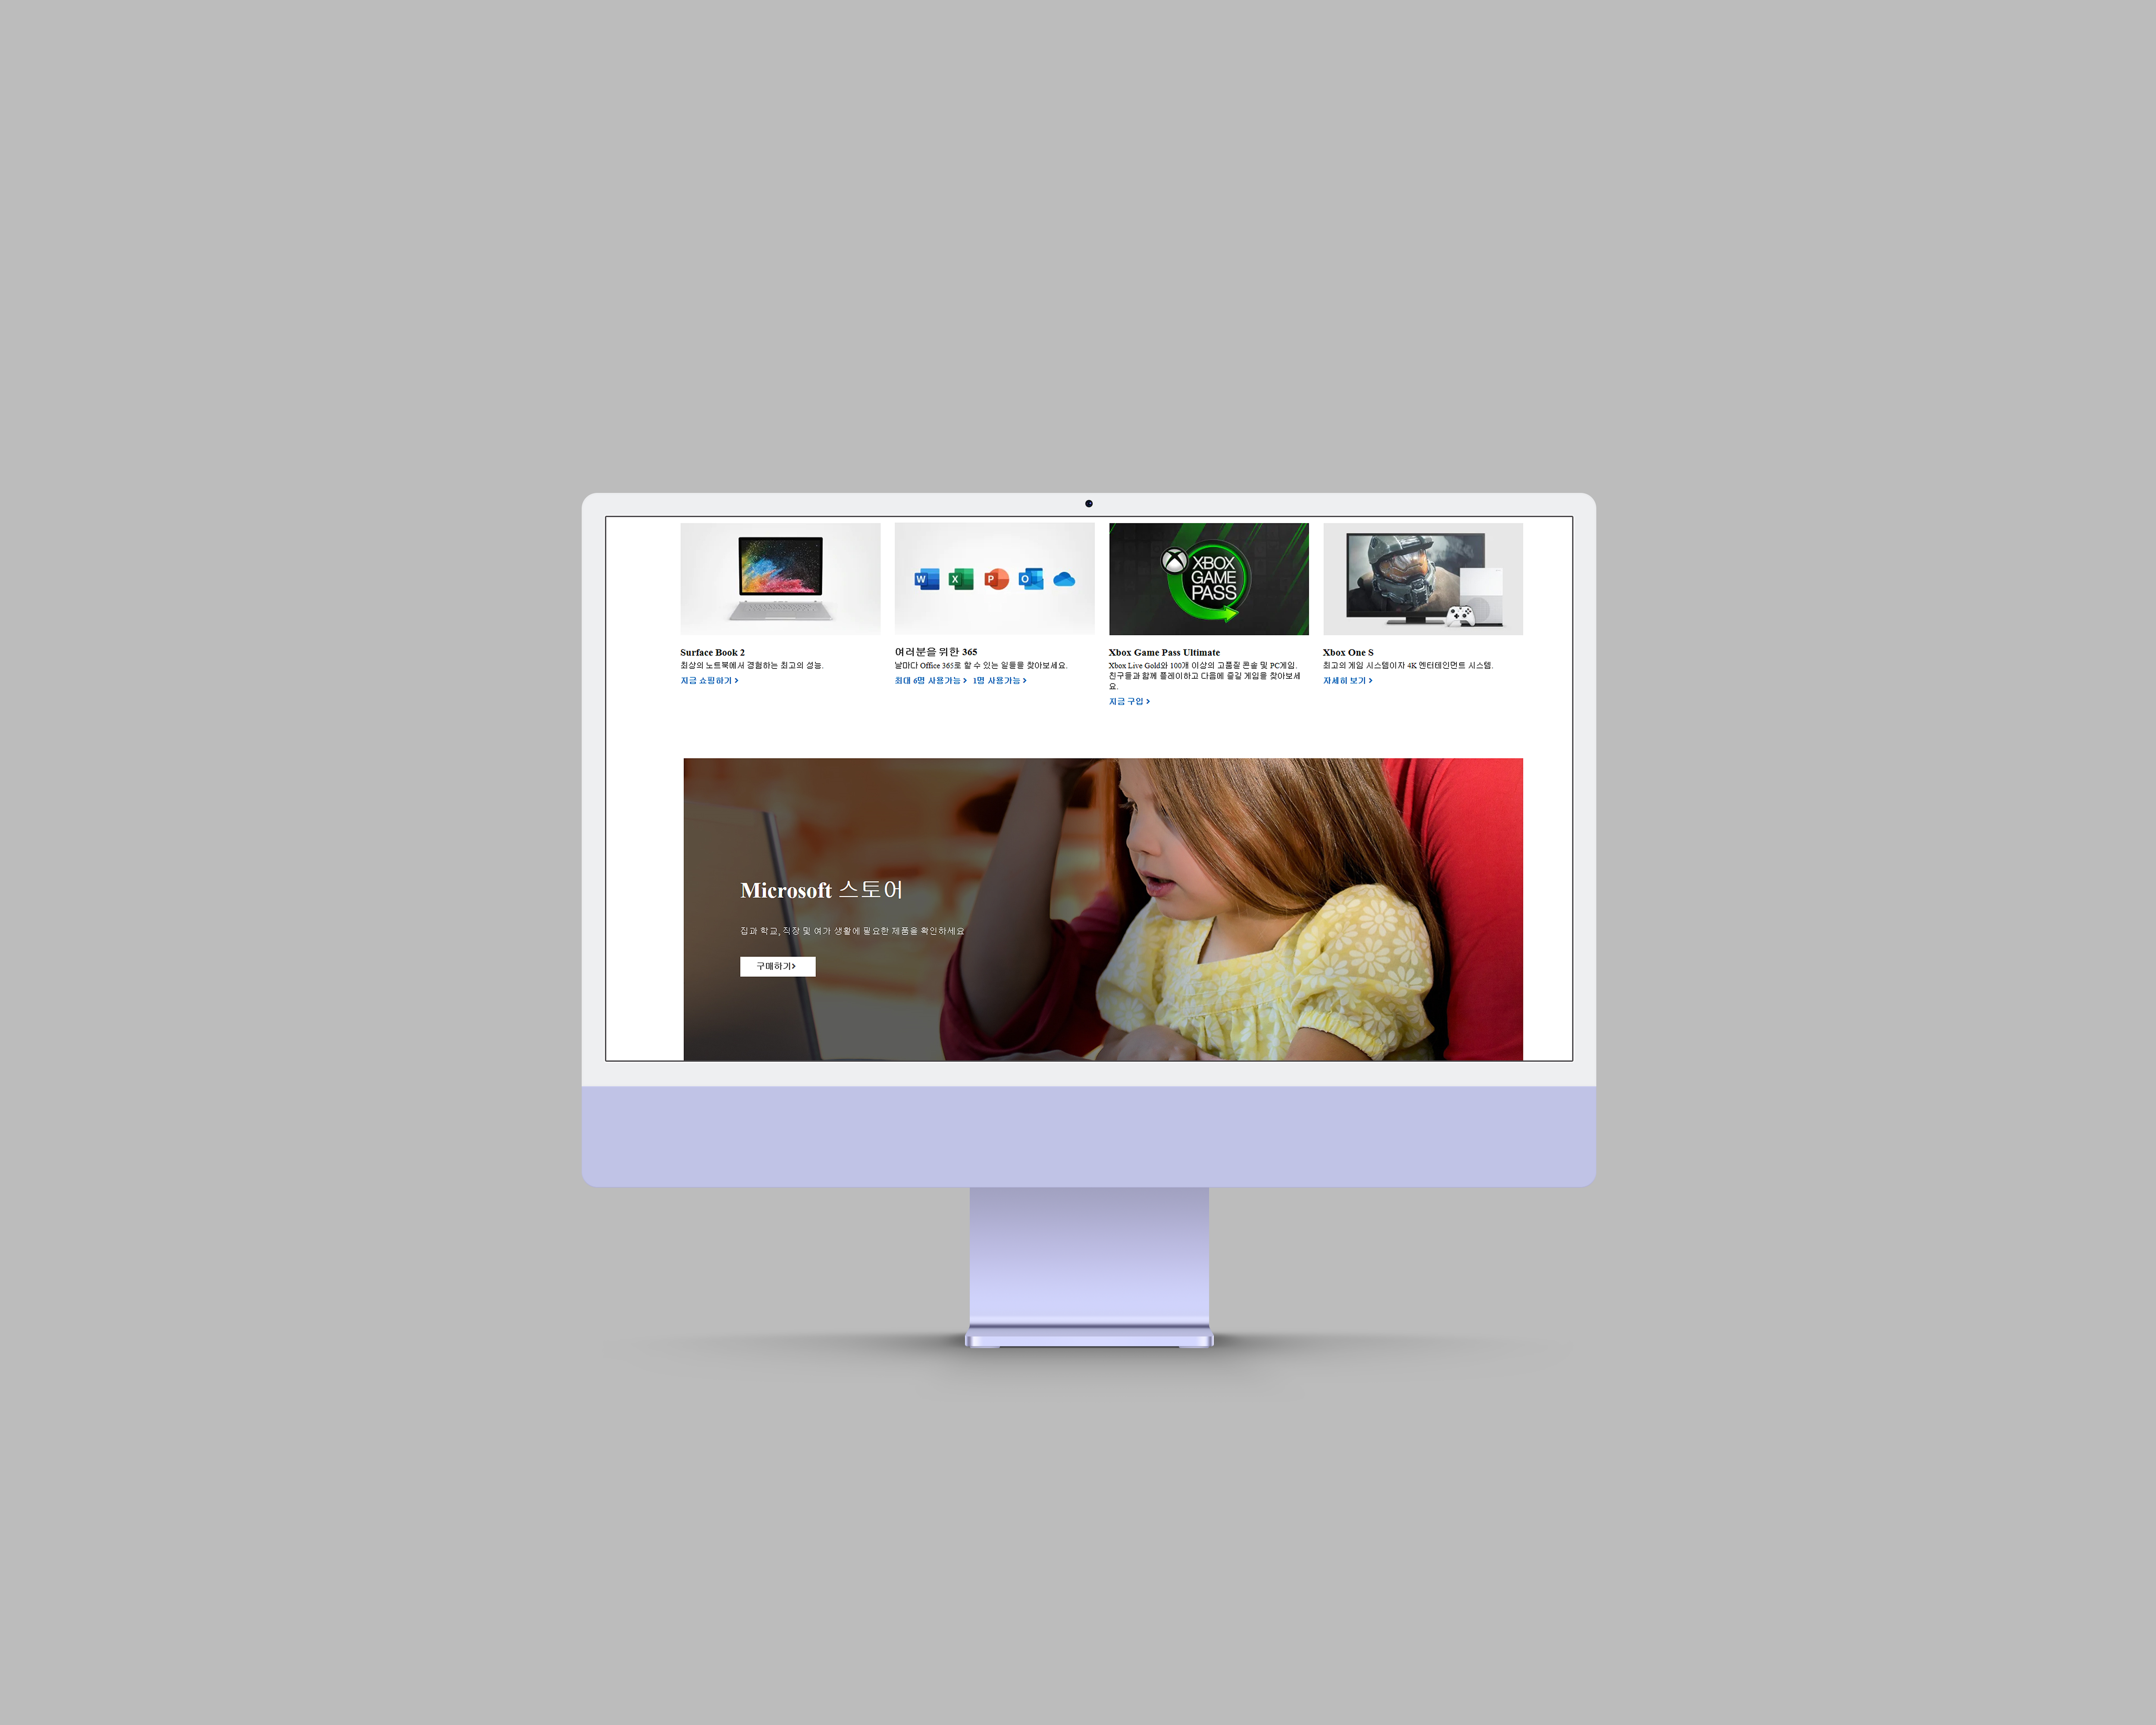 W X P O
XBOX
GAME
PASS
Surface Book 2
최상의 노트북에서 경험하는 최고의 성능.
지금 쇼핑하기
여러분을 위한 365
날마다 Office 365로 할 수 있는 일들을 찾아보세요.
최대 6명 사용가능 1명 사용가능
Xbox Game Pass Ultimate
Xbox Live Gold와 100개 이상의 고품질 콘솔 및 PC게임.
친구들과 함께 플레이하고 다음에 즐길 게임을 찾아보세
요.
지금 구입
Xbox One S
최고의 게임 시스템이자 4K 엔터테인먼트 시스템.
자세히 보기
Microsoft 스토어
집과 학교, 직장 및 여가 생활에 필요한 제품을 확인하세요
구매하기